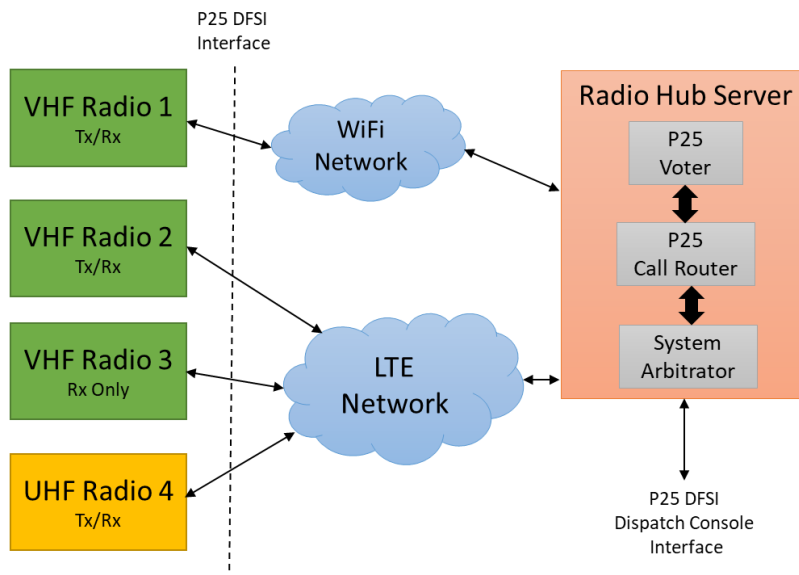 P25 DFSI
Interface
VHF Radio 1
Tx/Rx
VHF Radio 2
Tx/Rx
VHF Radio 3
Rx Only
UHF Radio 4
Tx/Rx
WiFi
Network
LTE
Network
Radio Hub Server
P25
Voter
P25
Call Router
System
Arbitrator
P25 DFSI
Dispatch Console
Interface